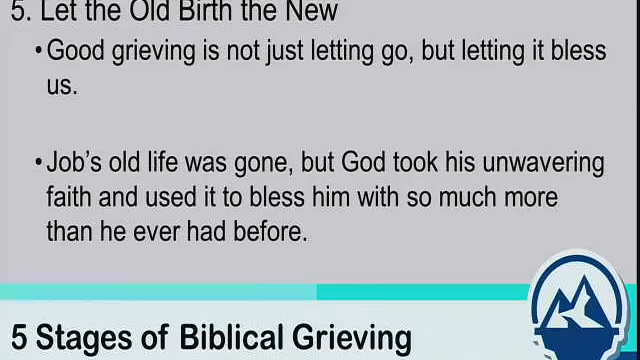 5. Let the Old Birth the New
•Good grieving is not just letting go, but letting it bless
us.
•Job's old life was gone, but God took his unwavering
faith and used it to bless him with so much more
than he ever had before.
5 Stages of Biblical Grieving